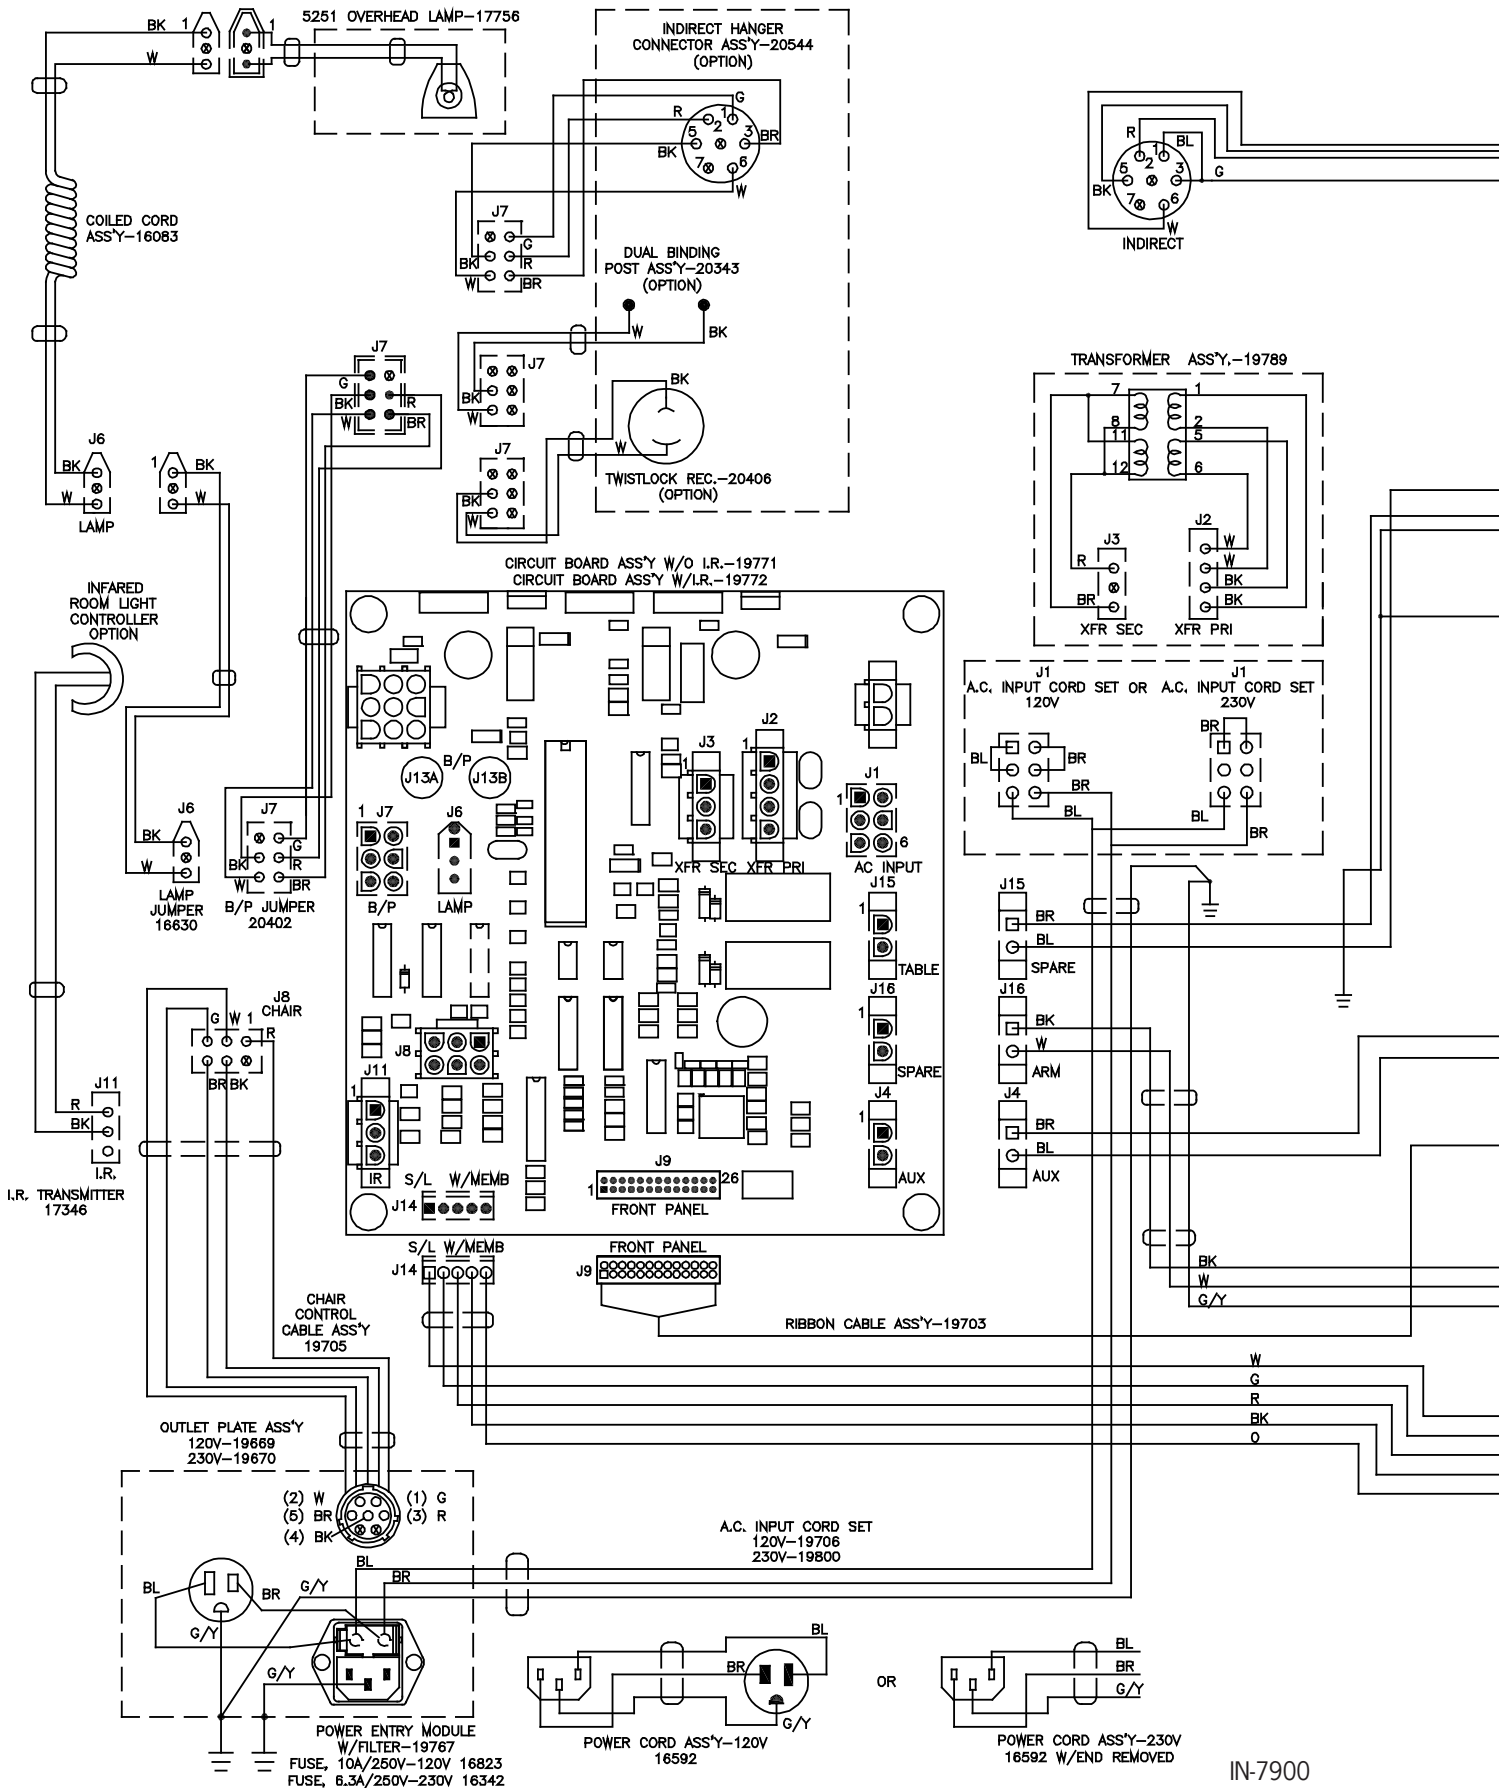 5251 OVERHEAD LAMP-17756
BK
1
1
W
COILED CORD
ASS'Y-16083
INDIRECT HANGER
CONNECTOR ASS'Y-20544
(OPTION)
G
R
1
2
5
3
BR
BK
7
6
W
J7
G
BK
R
W
BR
DUAL BINDING
POST ASS'Y-20343
(OPTION)
W
BK
J7
BK
W
BK
W
TWISTLOCK REC.-20406
(OPTION)
J7
BK
W
R
BL
1
2
5
3
G
BK
7
6
W
INDIRECT
J7
G
BK
R
W
BR
J6
BK
W
LAMP
1
BK
W
TRANSFORMER ASS'Y.-19789
7
1
8
2
11
5
12
6
J3
J2
R
W
W
BK
BR
BK
XFR SEC
XFR PRI
CIRCUIT BOARD ASS'Y W/O I.R.-19771
CIRCUIT BOARD ASS'Y W/I.R.-19772
INFARED
ROOM LIGHT
CONTROLLER
OPTION
J1
A.C. INPUT CORD SET
120V
OR
J1
A.C. INPUT CORD SET
230V
BL
BR
BR
BL
BR
BL
BR
J13A
B/P
J13B
1
J7
J6
B/P
LAMP
J3
1
J2
1
XFR SEC
XFR PRI
J1
1
6
AC INPUT
J15
1
TABLE
J16
SPARE
J4
1
AUX
J6
BK
W
LAMP
JUMPER
16630
J7
G
BK
R
W
BR
B/P JUMPER
20402
J15
BR
BL
SPARE
J16
BK
W
ARM
J4
BR
BL
AUX
J8
CHAIR
G
W
1
R
BR
BK
J11
R
BK
I.R.
I.R. TRANSMITTER
17346
J8
J11
1
IR
S/L
W/MEMB
J14
J9
1
26
FRONT PANEL
S/L
W/MEMB
J14
FRONT PANEL
J9
BK
W
G/Y
RIBBON CABLE ASS'Y-19703
CHAIR
CONTROL
CABLE ASS'Y
19705
W
G
R
BK
O
OUTLET PLATE ASS'Y
120V-19669
230V-19670
(2) W
(5) BR
(4) BK
(1) G
(3) R
A.C. INPUT CORD SET
120V-19706
230V-19800
BL
BR
G/Y
BL
BR
G/Y
G/Y
POWER ENTRY MODULE
W/FILTER-19767
FUSE, 10A/250V-120V 16823
FUSE, 6.3A/250V-230V 16342
BL
BR
G/Y
POWER CORD ASS'Y-120V
16592
OR
BL
BR
G/Y
POWER CORD ASS'Y-230V
16592 W/END REMOVED
IN-7900